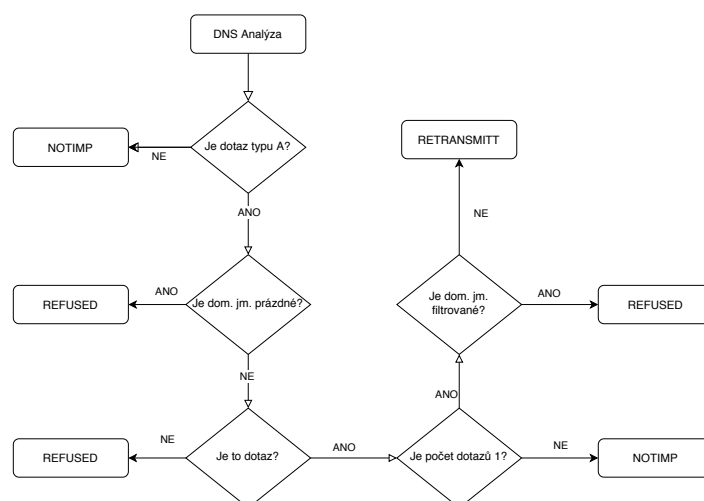 DNS Analýza
Je dotaz typu A?
NE
NOTIMP
ANO
Je dom. jm. prázdné?
ANO
REFUSED
NE
Je to dotaz?
NE
REFUSED
ANO
Je počet dotazů 1?
NE
NOTIMP
ANO
Je dom. jm.
filtrované?
ANO
REFUSED
NE
RETRANSMITT